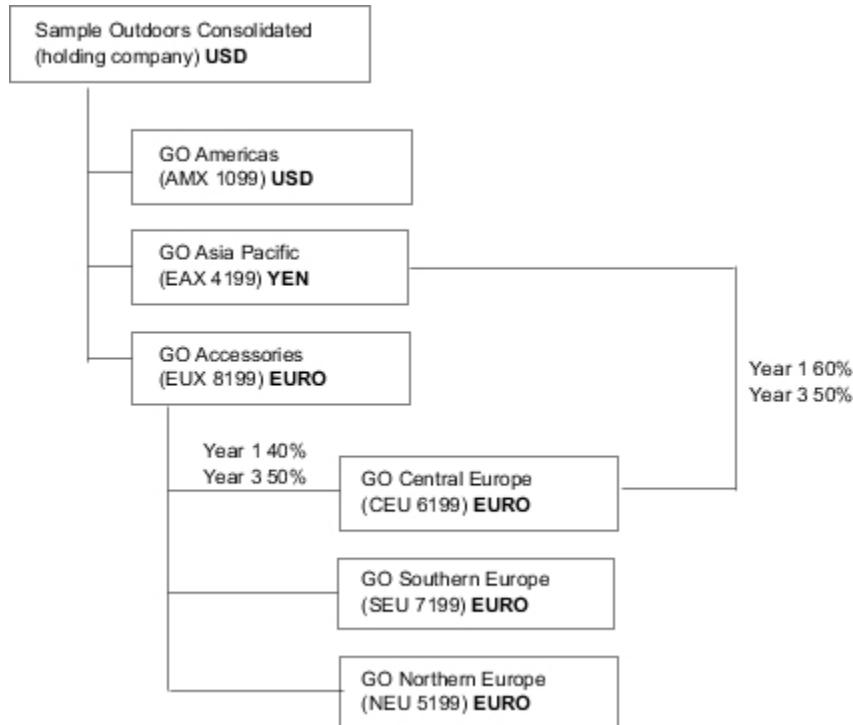 Sample Outdoors Consolidated
(holding company) USD
GO Americas
(AMX 1099) USD
GO Asia Pacific
(EAX 4199) YEN
GO Accessories
(EUX 8199) EURO
Year 1 60%
Year 3 50%
Year 1 40%
Year 3 50%
GO Central Europe
(CEU 6199) EURO
GO Southern Europe
(SEU 7199) EURO
GO Northern Europe
(NEU 5199) EURO